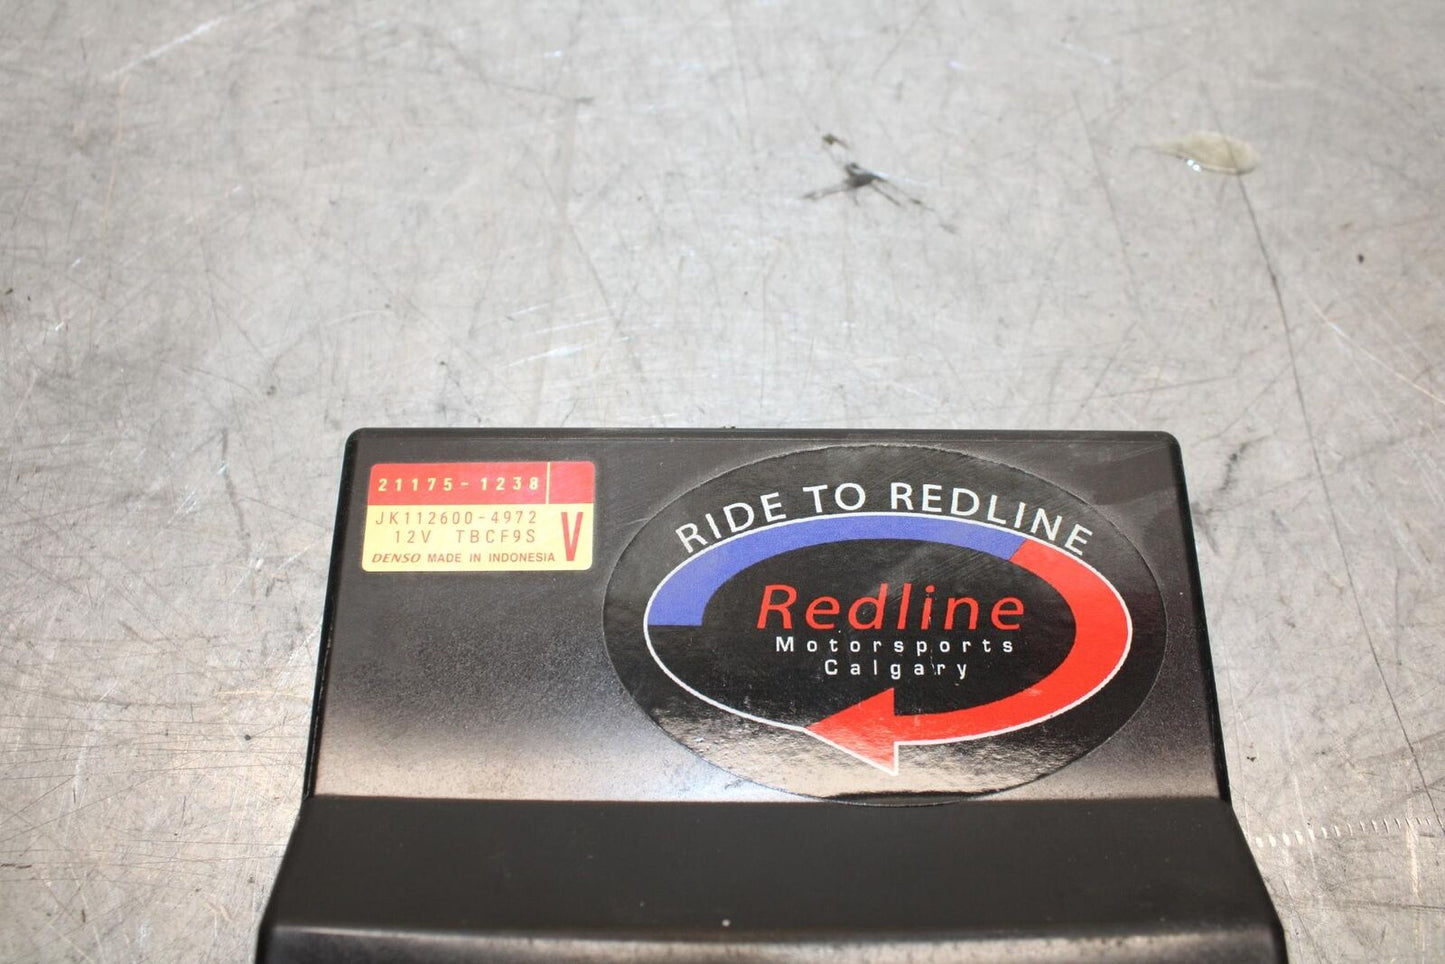 21175-1238
JK112600-4972
12V TBCF9S
V
DENSO MADE IN INDONESIA
RIDE TO REDLINE
Redline
Motorsports
Calgary